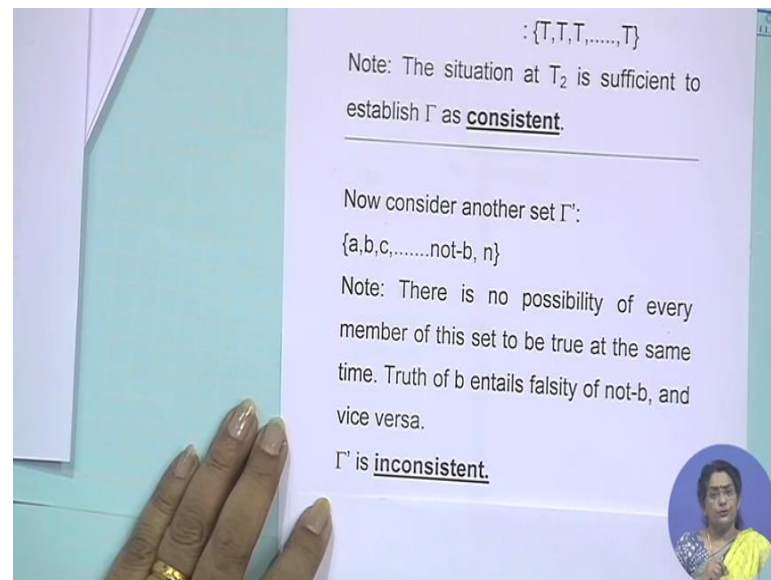 : {T,T,T,.....,T}
Note: The situation at T₂ is sufficient to
establish Γ as consistent.
Now consider another set Γ':
{a,b,c,.......not-b, n}
Note: There is no possibility of every
member of this set to be true at the same
time. Truth of b entails falsity of not-b, and
vice versa.
Γ' is inconsistent.